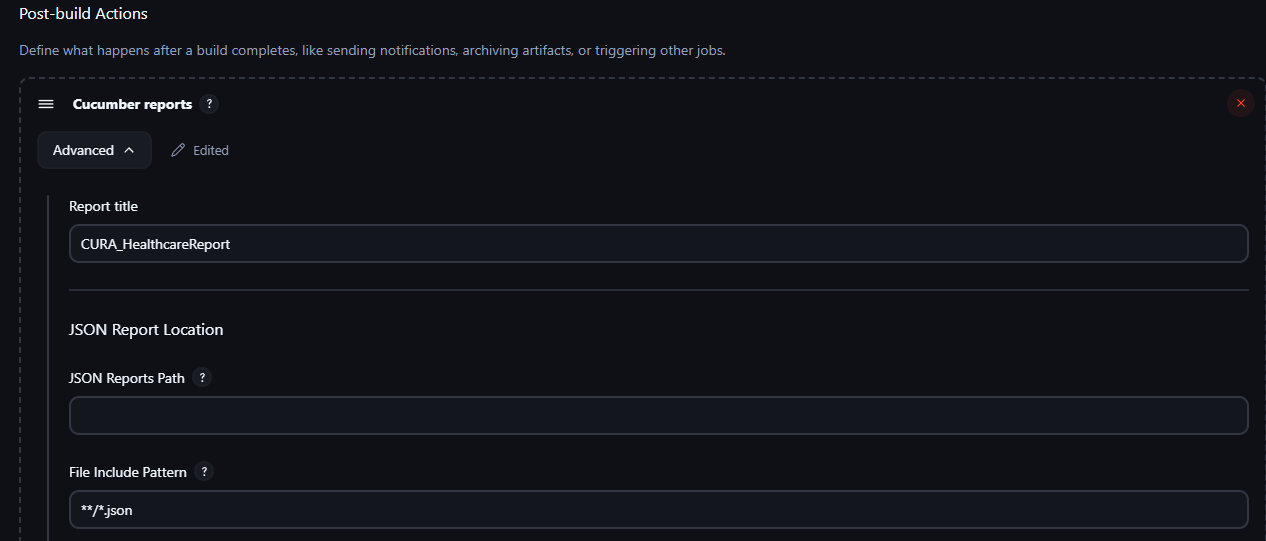 Post-build Actions
Define what happens after a build completes, like sending notifications, archiving artifacts, or triggering other jobs.
Cucumber reports ?
Advanced Edited
Report title
CURA_HealthcareReport
JSON Report Location
JSON Reports Path ?
File Include Pattern ?
**/*.json